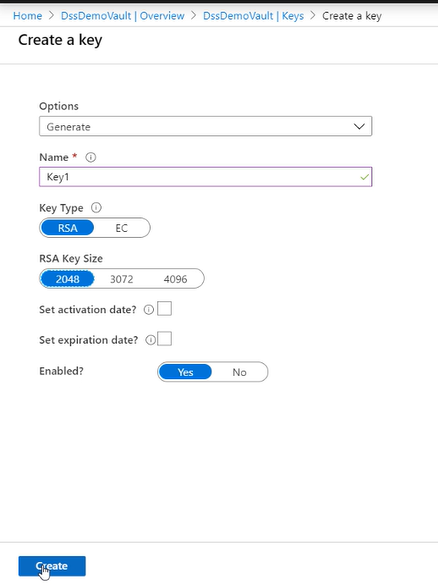 Home > DssDemoVault | Overview > DssDemoVault | Keys > Create a key
Create a key
Options
Generate
Name *
Key1
Key Type
RSA EC
RSA Key Size
2048 3072 4096
Set activation date?
Set expiration date?
Enabled? Yes No
Create